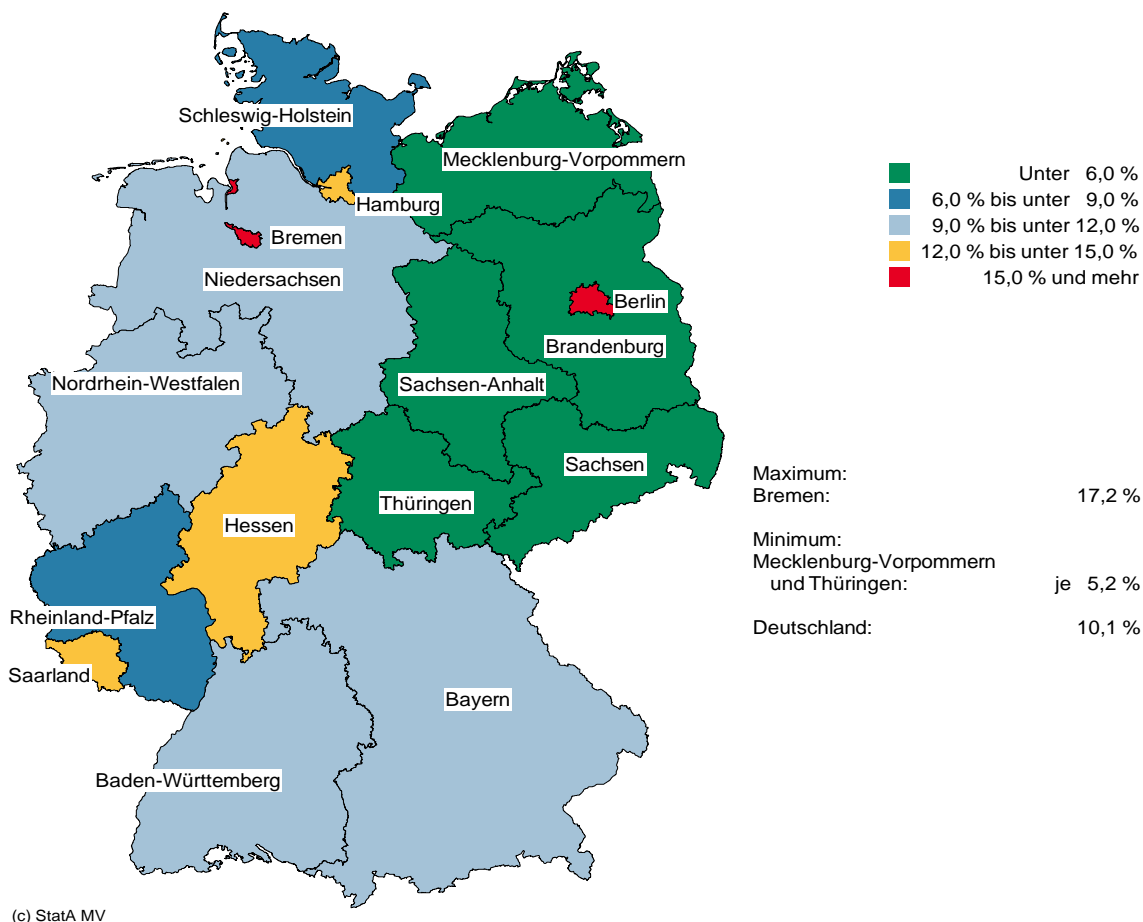 Schleswig-Holstein
Mecklenburg-Vorpommern
Hamburg
Bremen
Niedersachsen
Berlin
Brandenburg
Nordrhein-Westfalen
Sachsen-Anhalt
Sachsen
Thüringen
Hessen
Rheinland-Pfalz
Saarland
Bayern
Baden-Württemberg
Unter 6,0 %
6,0 % bis unter 9,0 %
9,0 % bis unter 12,0 %
12,0 % bis unter 15,0 %
15,0 % und mehr
Maximum:
Bremen: 17,2 %
Minimum:
Mecklenburg-Vorpommern
und Thüringen: je 5,2 %
Deutschland: 10,1 %
(c) StatA MV